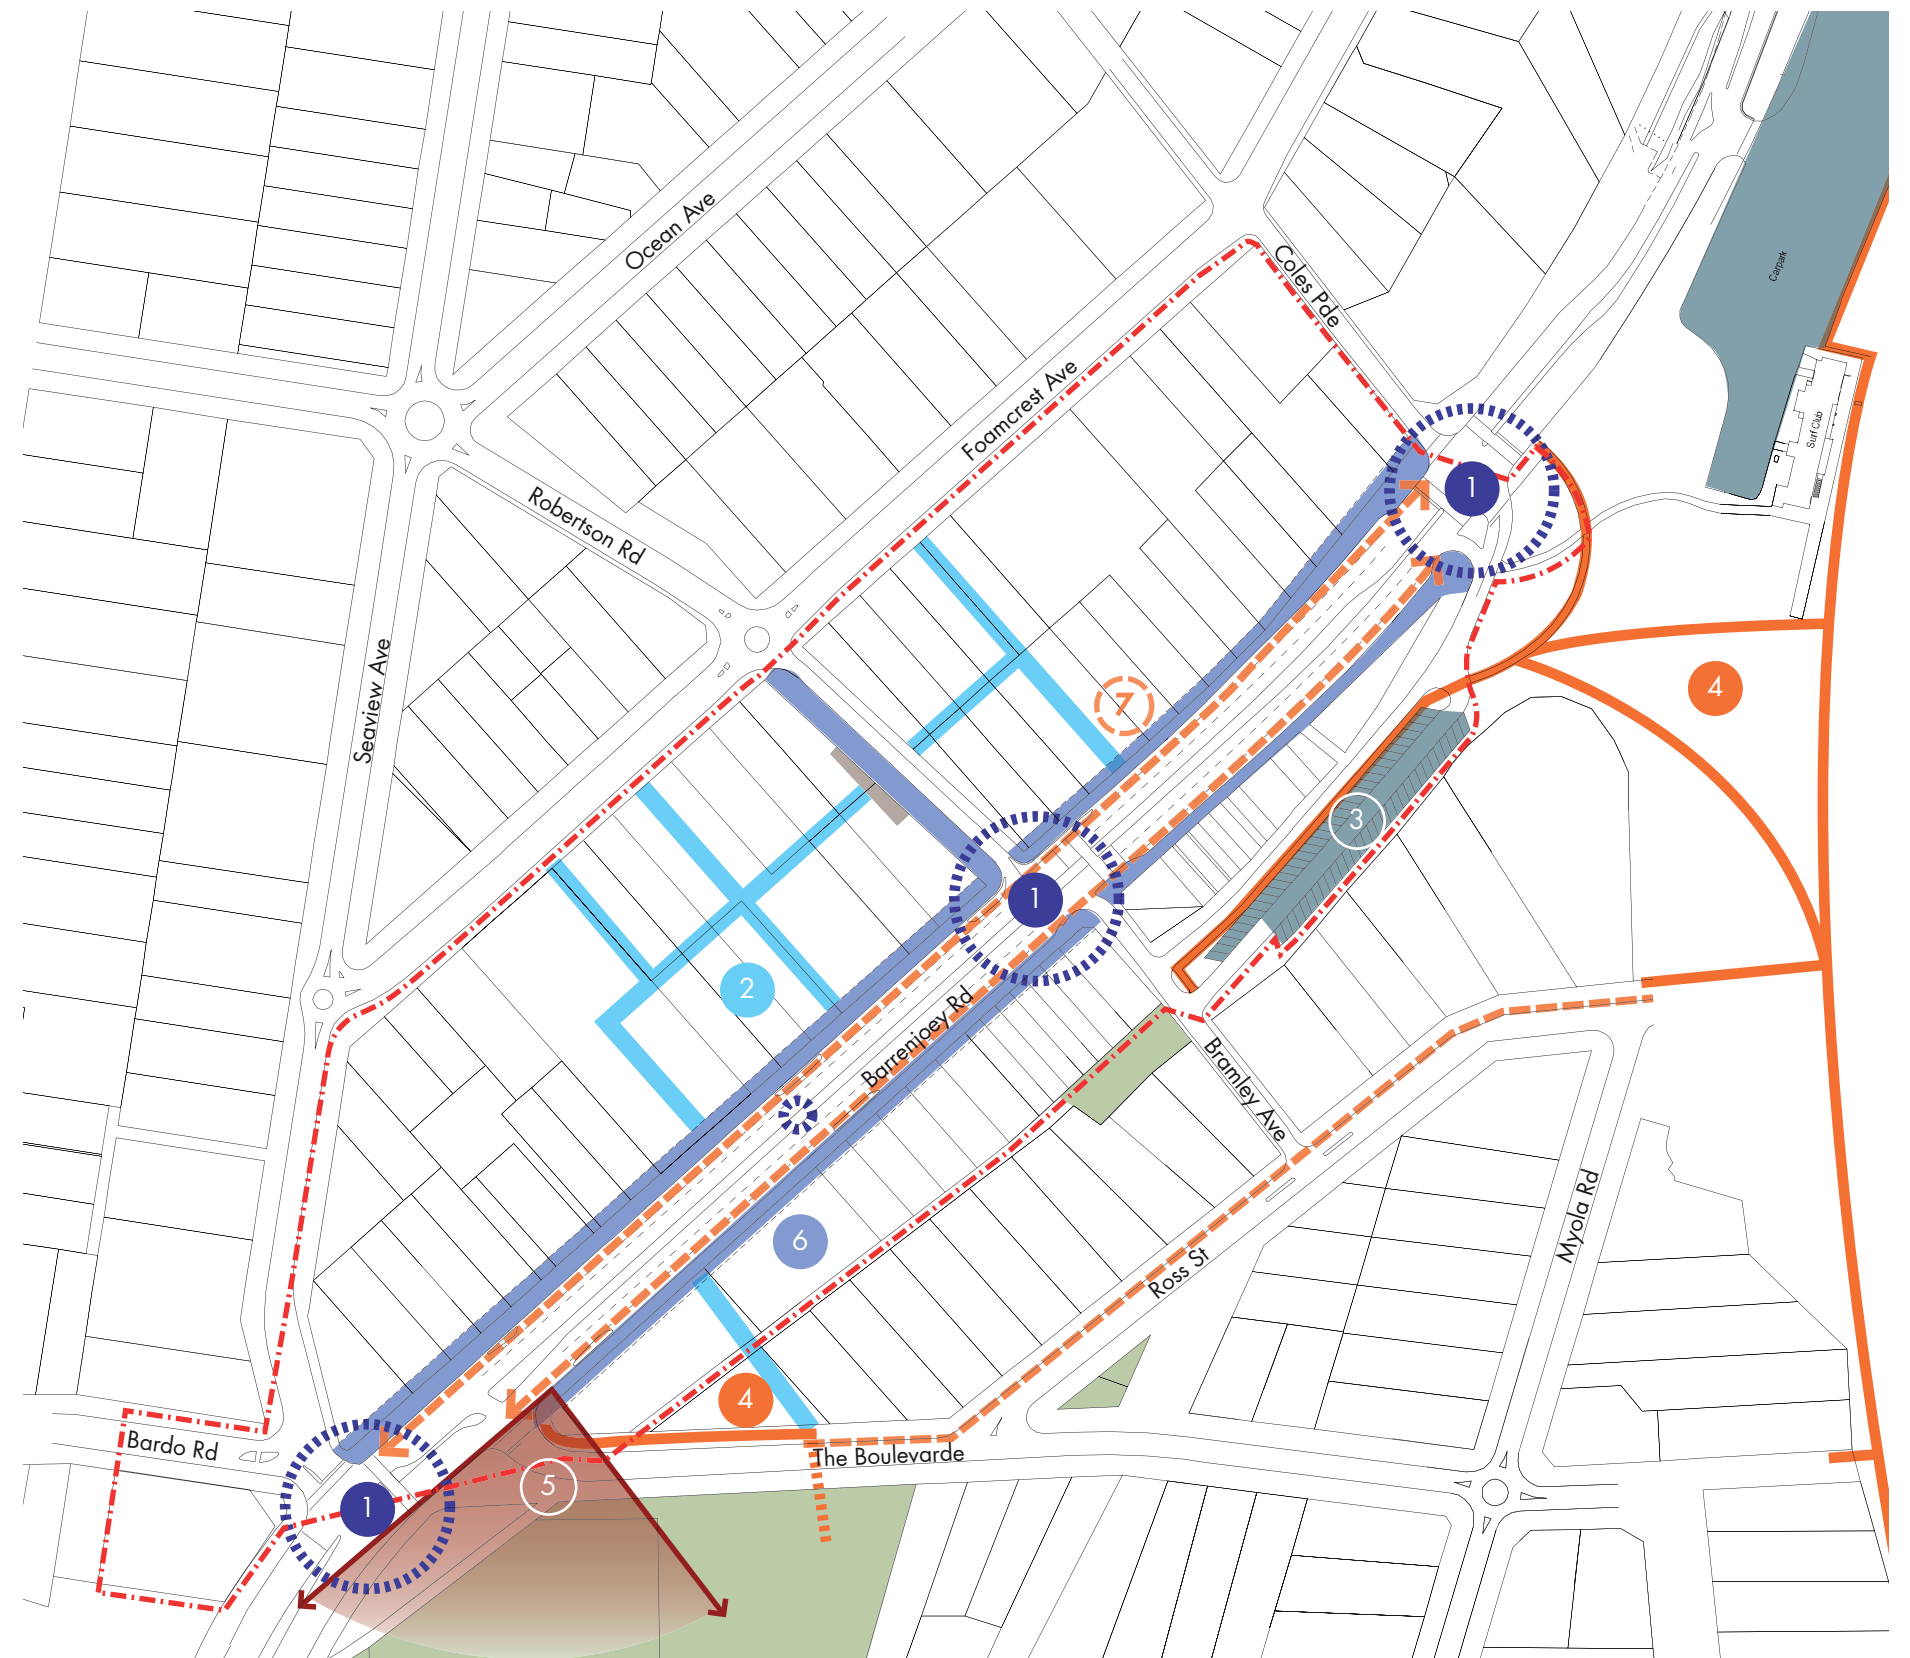 Ocean Ave
Coles Pde
Carpark
Foamcrest Ave
Surf Club
Robertson Rd
1
Seaview Ave
4
7
3
1
2
Barrenjoey Rd
Bramley Ave
Myola Rd
6
Ross St
4
Bardo Rd
The Boulevarde
5
1